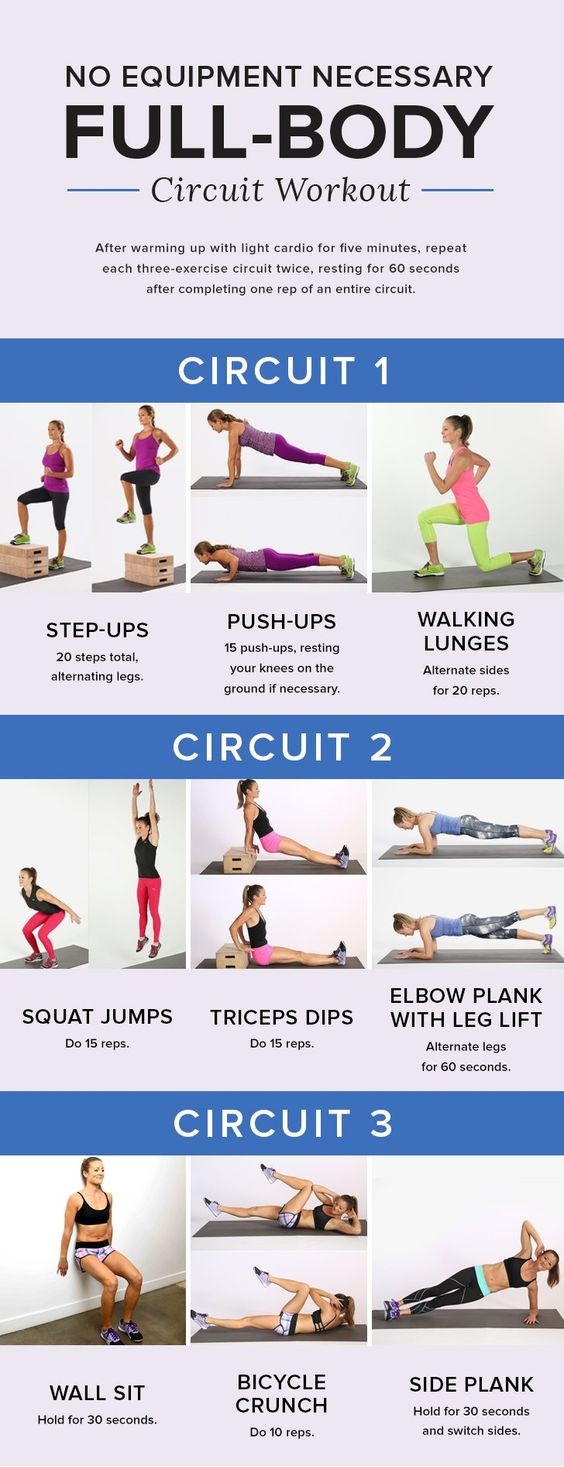 NO EQUIPMENT NECESSARY
FULL-BODY
Circuit Workout
After warming up with light cardio for five minutes, repeat
each three-exercise circuit twice, resting for 60 seconds
after completing one rep of an entire circuit.
CIRCUIT 1
STEP-UPS
20 steps total,
alternating legs.
PUSH-UPS
15 push-ups, resting
your knees on the
ground if necessary.
WALKING
LUNGES
Alternate sides
for 20 reps.
CIRCUIT 2
SQUAT JUMPS
Do 15 reps.
TRICEPS DIPS
Do 15 reps.
ELBOW PLANK
WITH LEG LIFT
Alternate legs
for 60 seconds.
CIRCUIT 3
WALL SIT
Hold for 30 seconds.
BICYCLE
CRUNCH
Do 10 reps.
SIDE PLANK
Hold for 30 seconds
and switch sides.